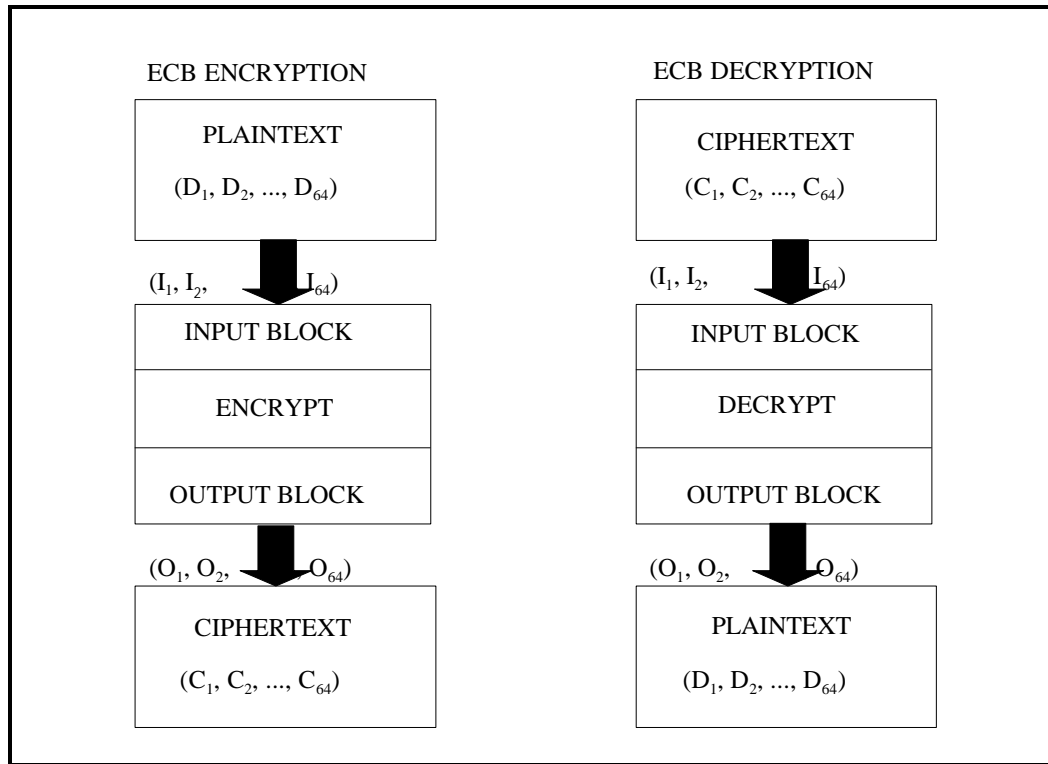 ECB ENCRYPTION
PLAINTEXT
(D₁, D₂, ..., D₆₄)
(I₁, I₂, I₆₄)
INPUT BLOCK
ENCRYPT
OUTPUT BLOCK
(O₁, O₂, , O₆₄)
CIPHERTEXT
(C₁, C₂, ..., C₆₄)
ECB DECRYPTION
CIPHERTEXT
(C₁, C₂, ..., C₆₄)
(I₁, I₂, I₆₄)
INPUT BLOCK
DECRYPT
OUTPUT BLOCK
(O₁, O₂, O₆₄)
PLAINTEXT
(D₁, D₂, ..., D₆₄)